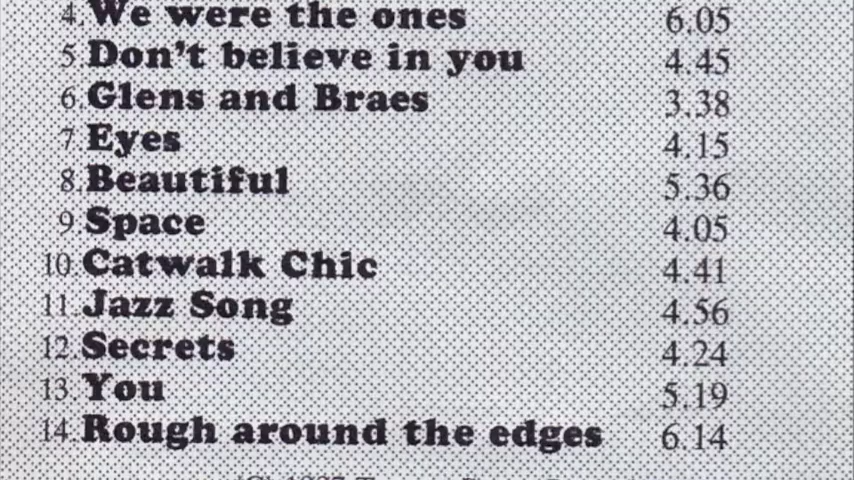 4. We were the ones 6.05
5 Don't believe in you 4.45
6. Glens and Braes 3.38
7. Eyes 4.15
8. Beautiful 5.36
9. Space 4.05
10. Catwalk Chic 4.41
11. Jazz Song 4.56
12. Secrets 4.24
13. You 5.19
14. Rough around the edges 6.14